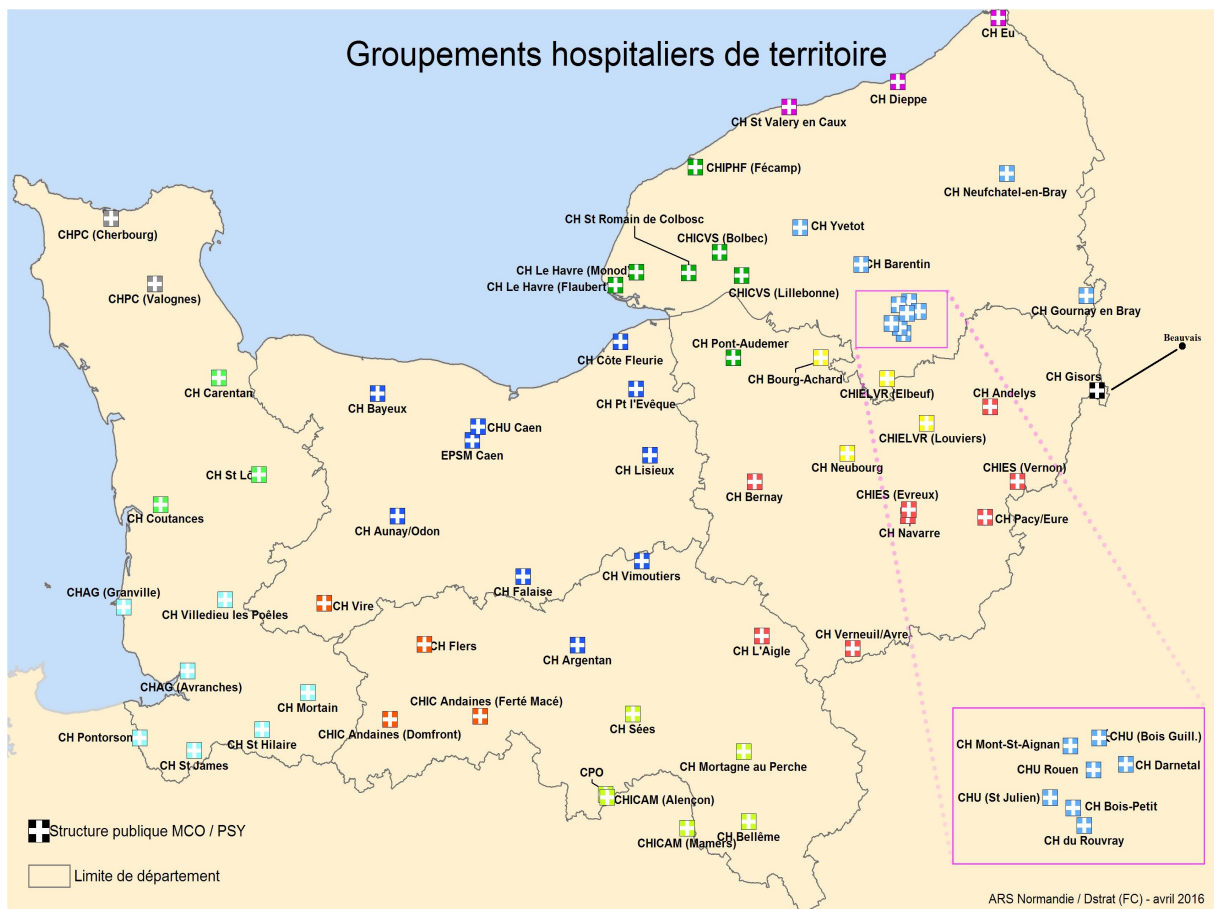 Groupements hospitaliers de territoire
CH Eu
CH Dieppe
CH St Valery en Caux
CHIPHF (Fécamp)
CH Neufchatel-en-Bray
CH St Romain de Colbosc
CH Yvetot
CHPC (Cherbourg)
CHICVS (Bolbec)
CH Barentin
CH Le Havre (Monod)
CH Le Havre (Flaubert)
CHICVS (Lillebonne)
CHPC (Valognes)
CH Gournay en Bray
Beauvais
CH Pont-Audemer
CH Côte Fleurie
CH Bourg-Achard
CH Gisors
CH Carentan
CHIELVR (Elbeuf)
CH Andelys
CH Bayeux
CH Pt l'Evêque
CHU Caen
CHIELVR (Louviers)
EPSM Caen
CH Lisieux
CH Neubourg
CH St Lô
CHIES (Vernon)
CH Bernay
CHIES (Evreux)
CH Coutances
CH Pacy/Eure
CH Aunay/Odon
CH Navarre
CH Vimoutiers
CH Falaise
CHAG (Granville)
CH Villedieu les Poêles
CH Vire
CH Verneuil/Avre
CH Flers
CH L'Aigle
CH Argentan
CHAG (Avranches)
CH Mortain
CHIC Andaines (Ferté Macé)
CH Sées
CHIC Andaines (Domfront)
CH Pontorson
CH St Hilaire
CH St James
CH Mortagne au Perche
CPO
CHICAM (Alençon)
CH Bellême
CHICAM (Mamers)
CHU (Bois Guill.)
CH Mont-St-Aignan
CH Darnetal
CHU Rouen
CHU (St Julien)
CH Bois-Petit
CH du Rouvray
Structure publique MCO / PSY
Limite de département
ARS Normandie / Dstrat (FC) - avril 2016